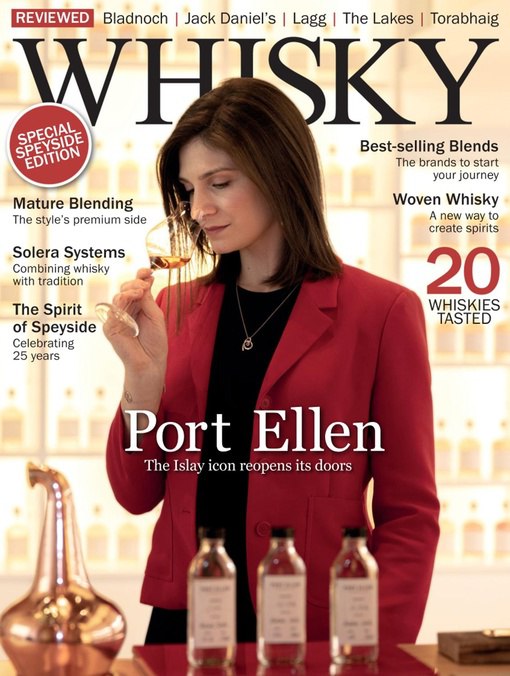 REVIEWED Bladnoch | Jack Daniel's | Lagg | The Lakes | Torabhaig
WHISKY
SPECIAL
SPEYSIDE
EDITION
Best-selling Blends
The brands to start
your journey
Mature Blending
The style's premium side
Woven Whisky
A new way to
create spirits
Solera Systems
Combining whisky
with tradition
20
WHISKIES
TASTED
The Spirit
of Speyside
Celebrating
25 years
Port Ellen
The Islay icon reopens its doors